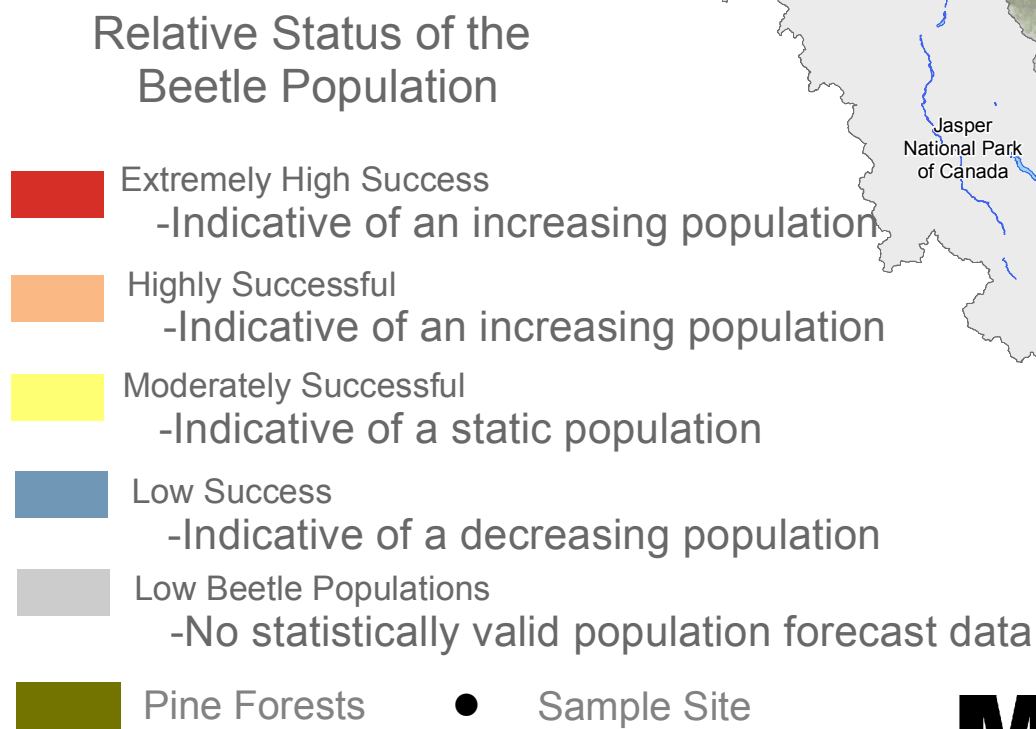 Relative Status of the
Beetle Population
Jasper
National Park
of Canada
Extremely High Success
-Indicative of an increasing population
Highly Successful
-Indicative of an increasing population
Moderately Successful
-Indicative of a static population
Low Success
-Indicative of a decreasing population
Low Beetle Populations
-No statistically valid population forecast data
Pine Forests
Sample Site
M